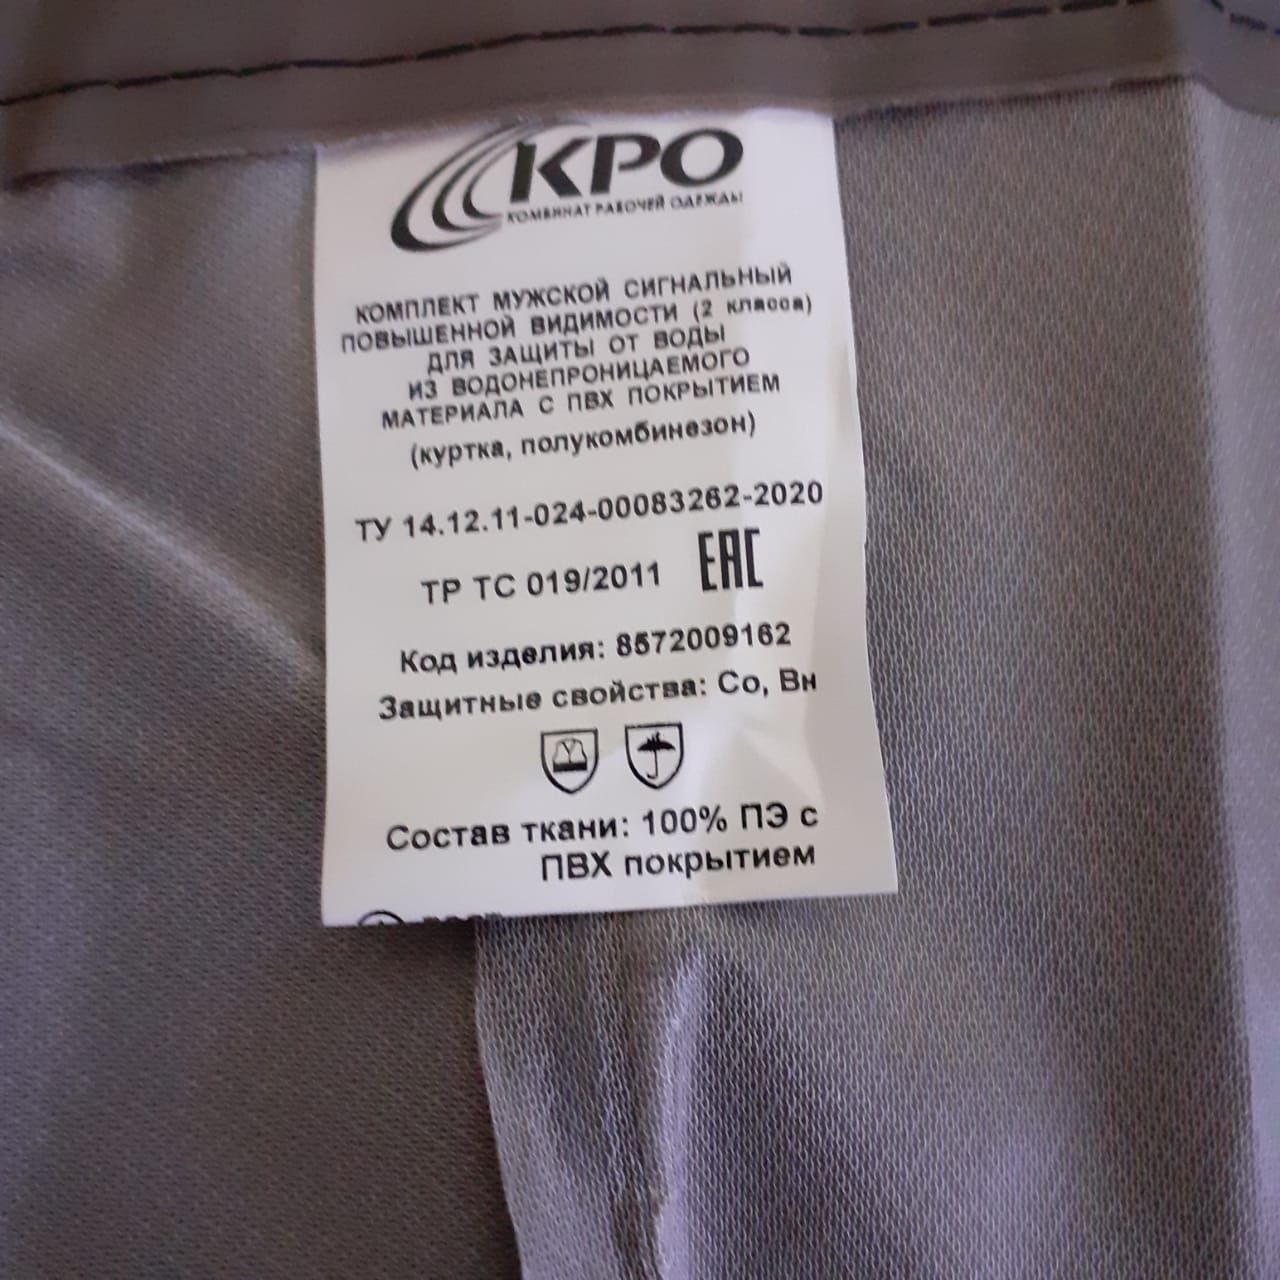 КРО
КОМБИНАТ РАБОЧЕЙ ОДЕЖДЫ
КОМПЛЕКТ МУЖСКОЙ СИГНАЛЬНЫЙ
ПОВЫШЕННОЙ ВИДИМОСТИ (2 класса)
ДЛЯ ЗАЩИТЫ ОТ ВОДЫ
ИЗ ВОДОНЕПРОНИЦАЕМОГО
МАТЕРИАЛА С ПВХ ПОКРЫТИЕМ
(куртка, полукомбинезон)
ТУ 14.12.11-024-00083262-2020
ТР ТС 019/2011 ЕАС
Код изделия: 8572009162
Защитные свойства: Со, Вн
Состав ткани: 100% ПЭ с
ПВХ покрытием